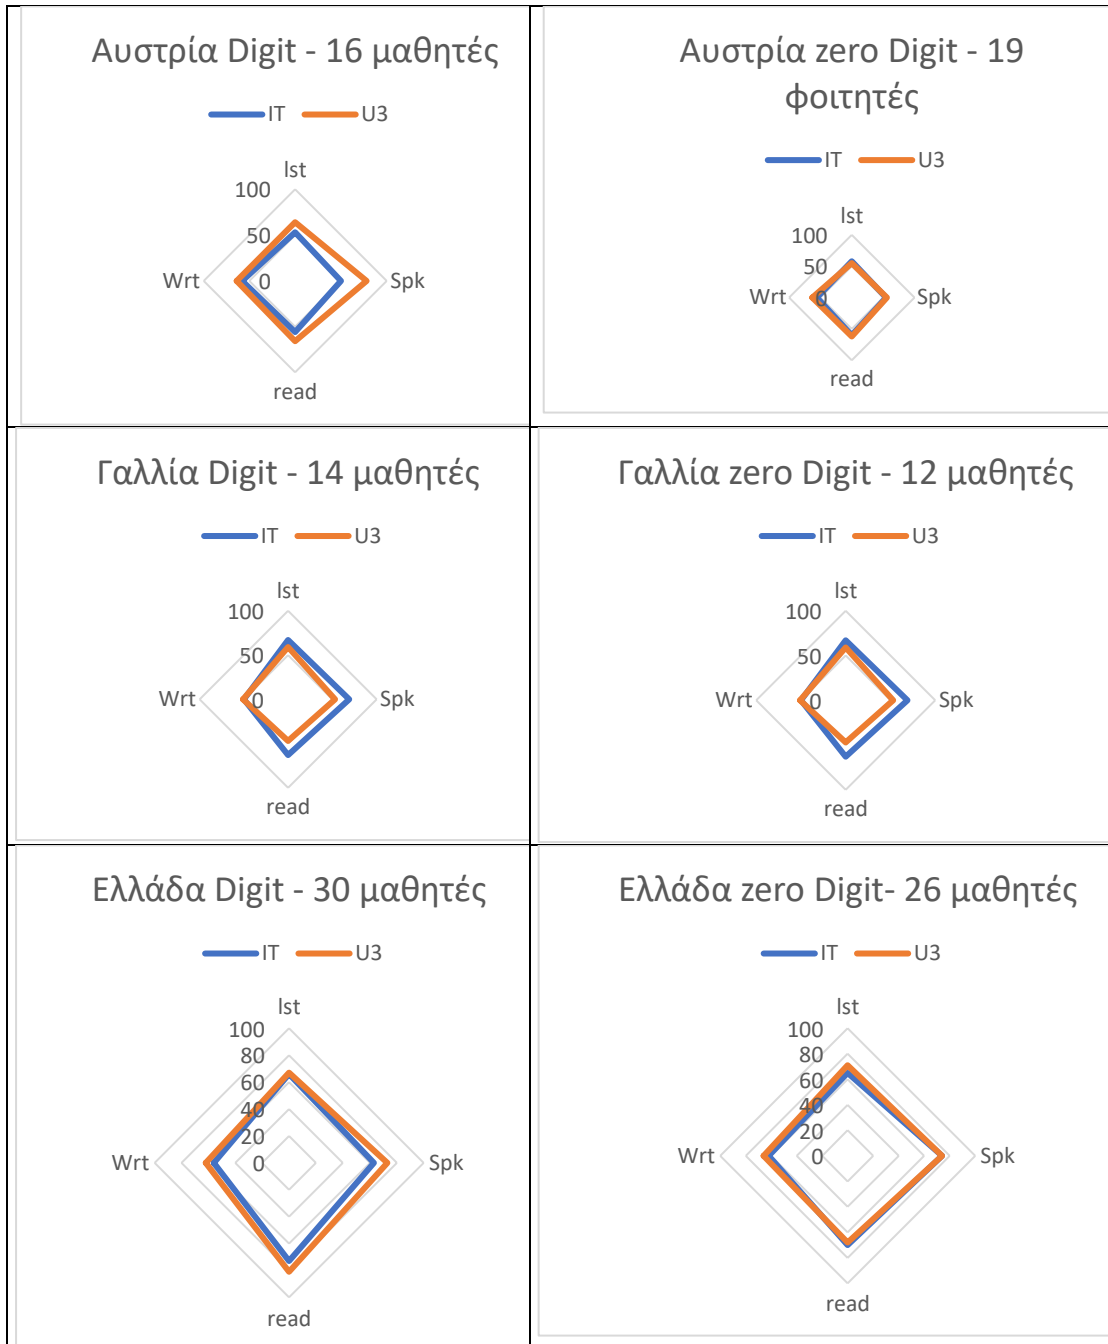 Αυστρία Digit - 16 μαθητές
IT U3
lst
100
50
0
Wrt
Spk
read
Αυστρία zero Digit - 19
φοιτητές
IT U3
lst
100
50
0
Wrt
Spk
read
Γαλλία Digit - 14 μαθητές
IT U3
lst
100
50
0
Wrt
Spk
read
Γαλλία zero Digit - 12 μαθητές
IT U3
lst
100
50
0
Wrt
Spk
read
Ελλάδα Digit - 30 μαθητές
IT U3
lst
100
80
60
40
20
0
Wrt
Spk
read
Ελλάδα zero Digit- 26 μαθητές
IT U3
lst
100
80
60
40
20
0
Wrt
Spk
read